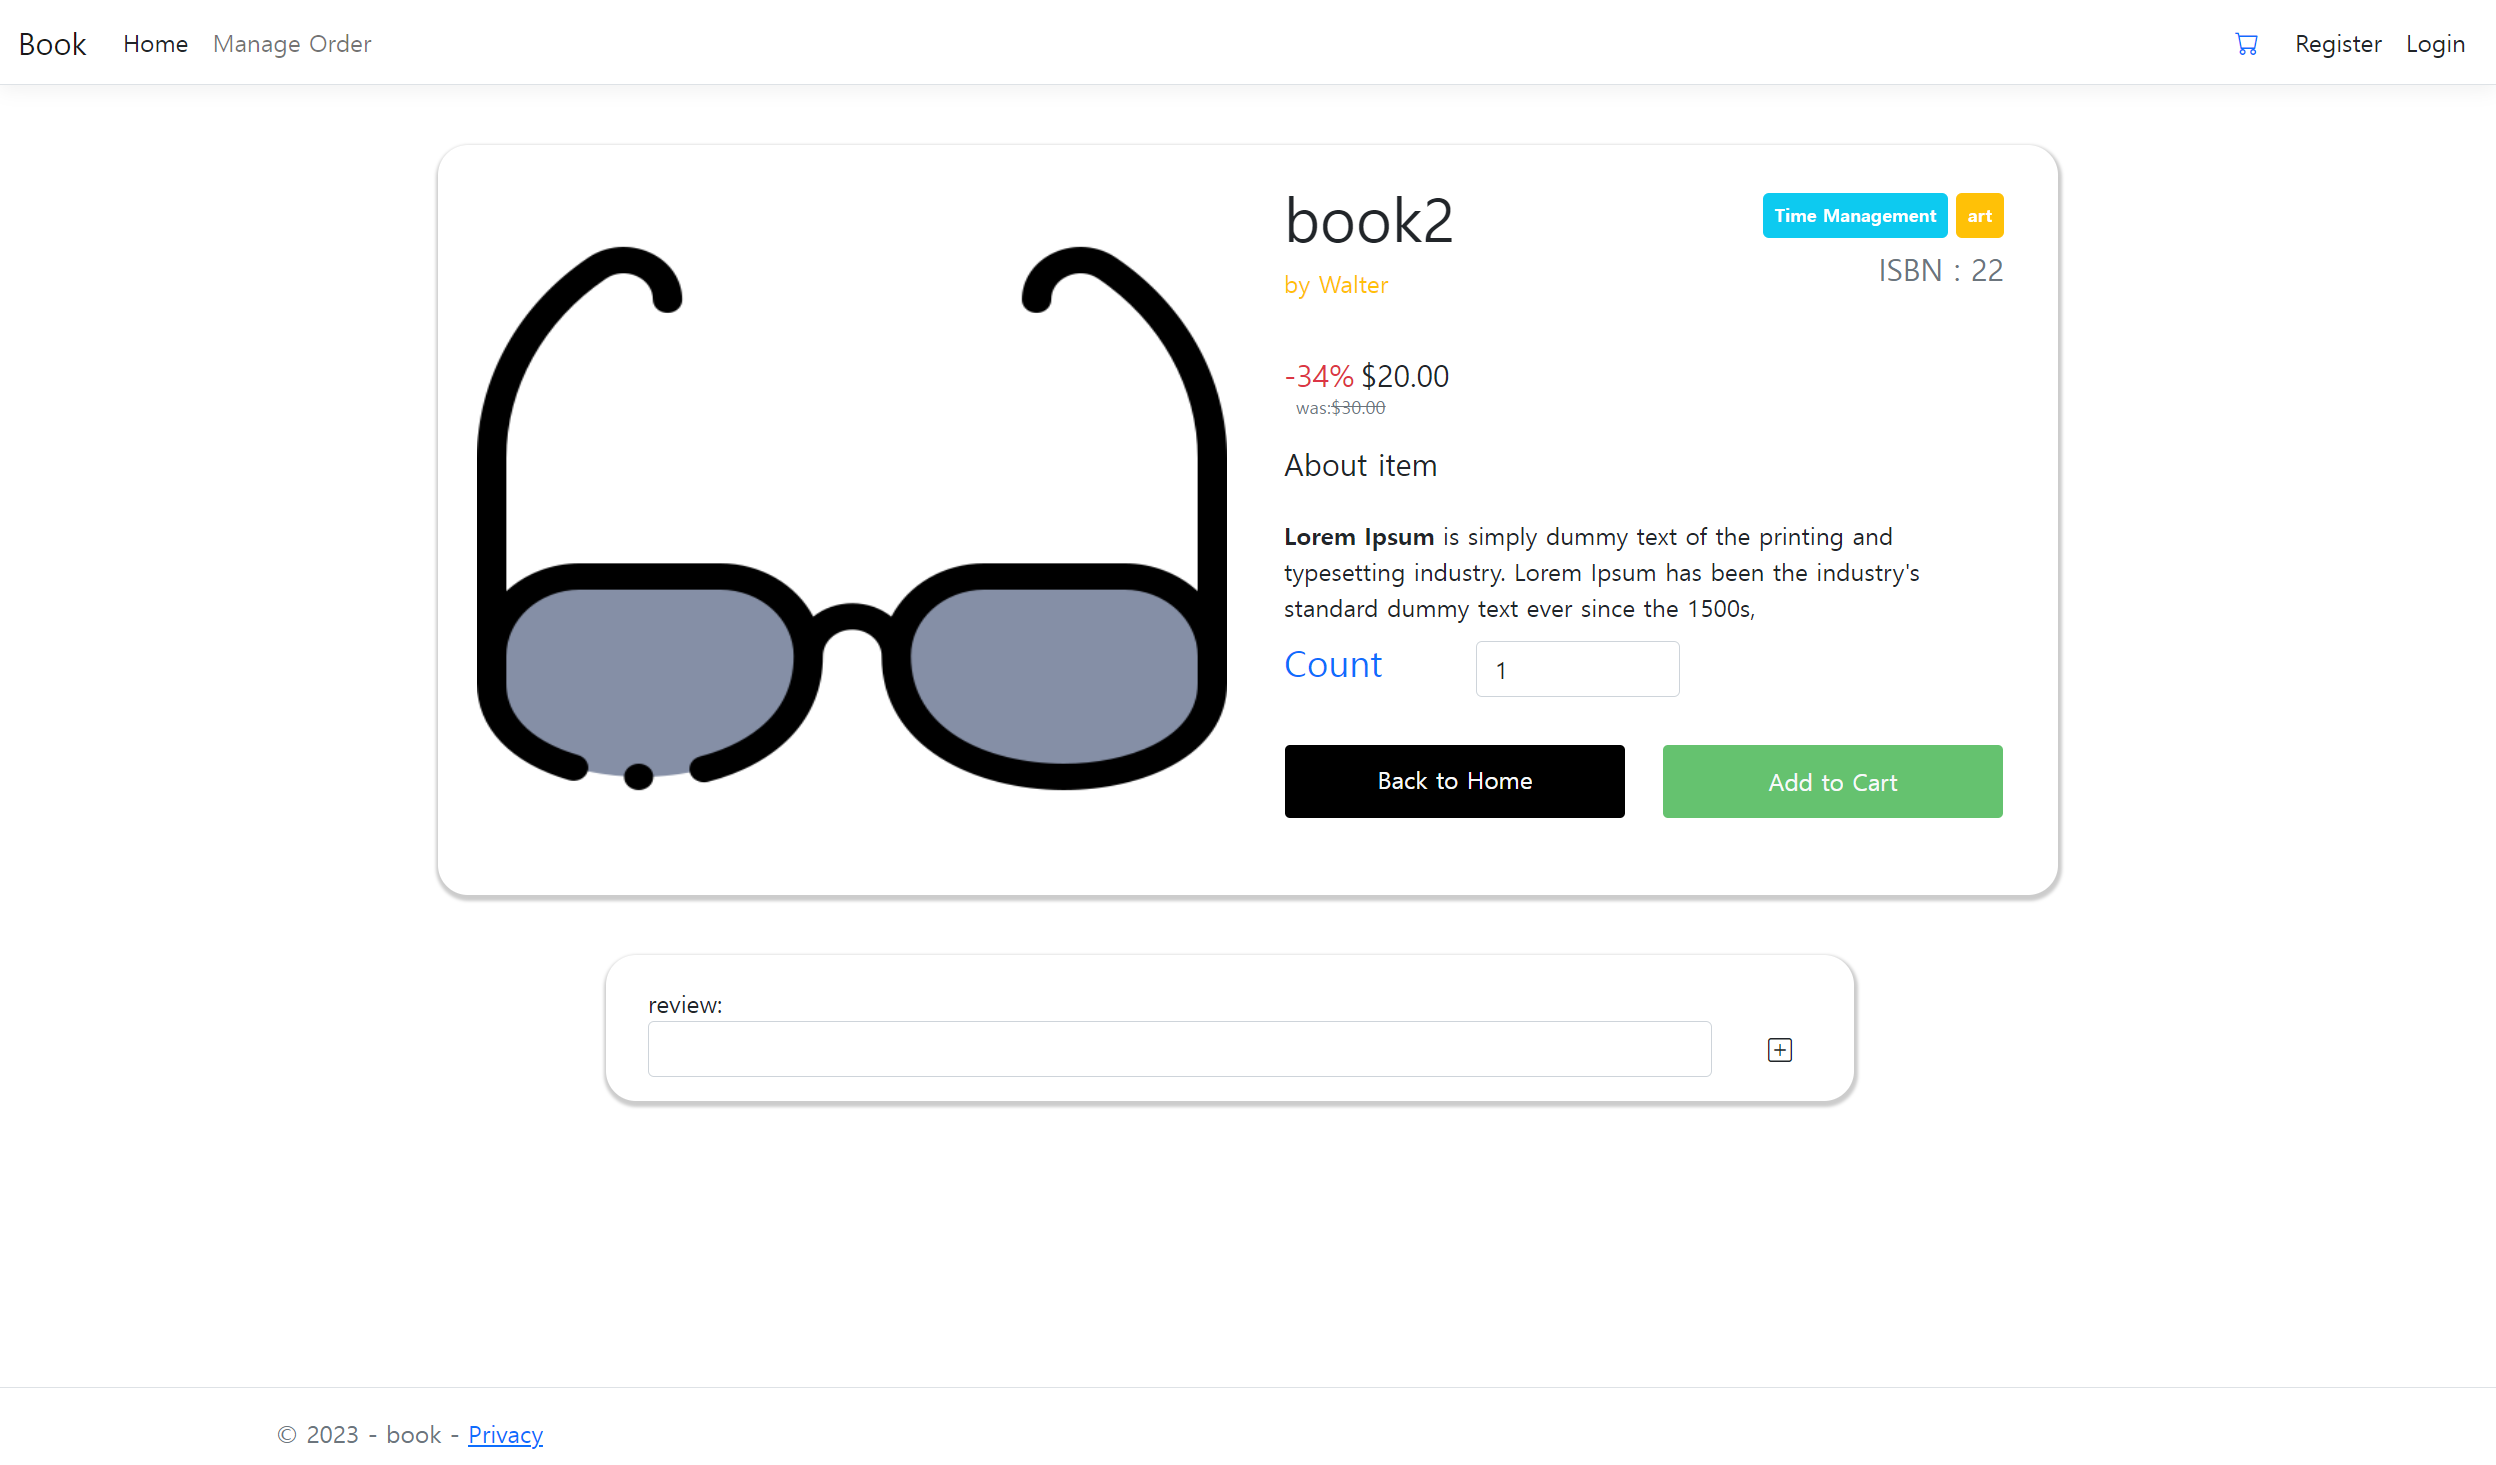 Book Home Manage Order Register Login
book2
Time Management art
by Walter
ISBN : 22
-34% $20.00
was:$30.00
About item
Lorem Ipsum is simply dummy text of the printing and
typesetting industry. Lorem Ipsum has been the industry's
standard dummy text ever since the 1500s,
Count 1
Back to Home Add to Cart
review:
© 2023 - book - Privacy